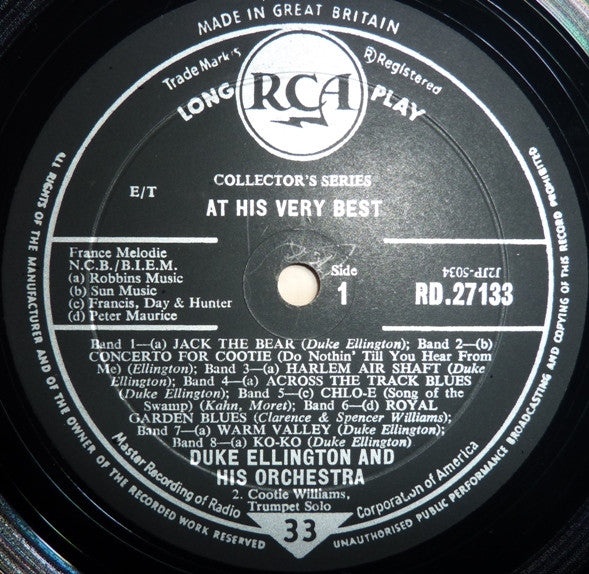 MADE IN GREAT BRITAIN
Trade Mark·s
® Registered
LONG RCA PLAY
COLLECTOR'S SERIES
E/T
AT HIS VERY BEST
France Melodie
N.C.B./B.I.E.M.
(a) Robbins Music
(b) Sun Music
(c) Francis, Day & Hunter
(d) Peter Maurice
Side
1
J2JP-5034
RD.27133
Band 1—(a) JACK THE BEAR (Duke Ellington); Band 2—(b)
CONCERTO FOR COOTIE (Do Nothin' Till You Hear From
Me) (Ellington); Band 3—(a) HARLEM AIR SHAFT (Duke
Ellington); Band 4—(a) ACROSS THE TRACK BLUES
(Duke Ellington); Band 5—(c) CHLO-E (Song of the
Swamp) (Kahn, Moret); Band 6—(d) ROYAL
GARDEN BLUES (Clarence & Spencer Williams);
Band 7—(a) WARM VALLEY (Duke Ellington);
Band 8—(a) KO-KO (Duke Ellington)
DUKE ELLINGTON AND
HIS ORCHESTRA
2. Cootie Williams,
Trumpet Solo
Master Recording of Radio Corporation of America
33
ALL RIGHTS OF THE MANUFACTURER AND OF THE OWNER OF THE RECORDED WORK RESERVED
UNAUTHORISED PUBLIC PERFORMANCE BROADCASTING AND COPYING OF THIS RECORD PROHIBITED